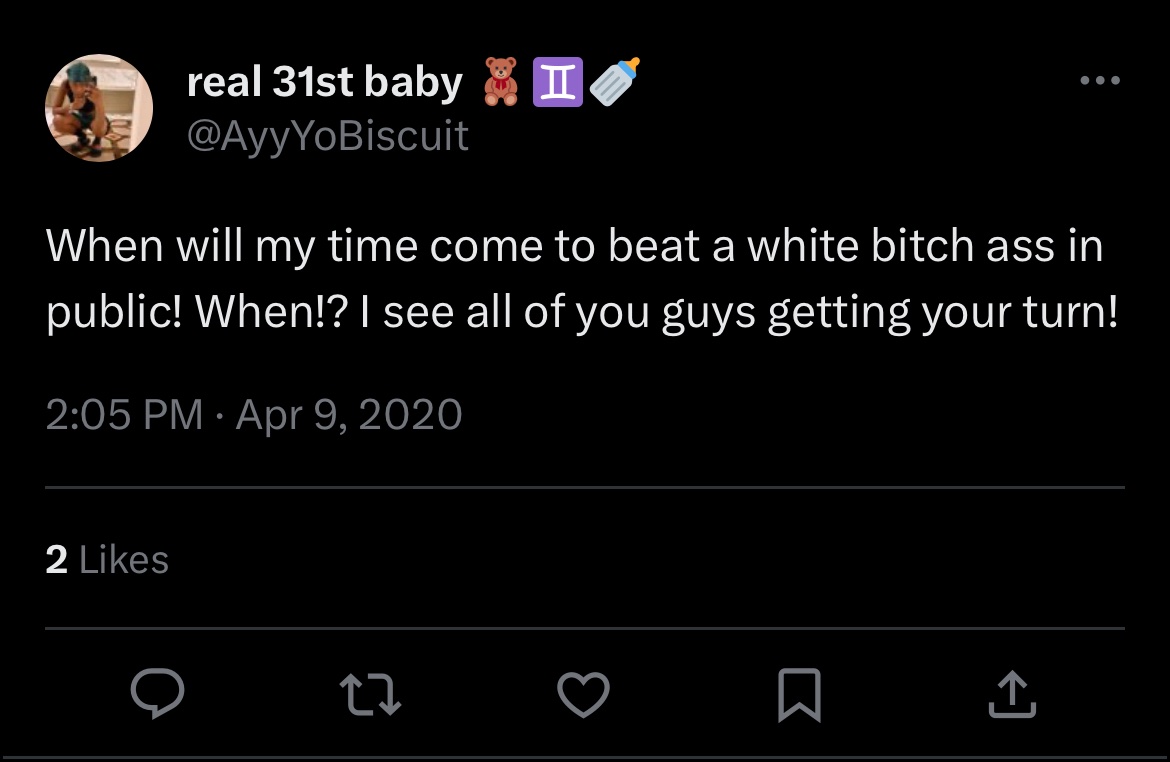 real 31st baby 🧸♊🍼
@AyyYoBiscuit
When will my time come to beat a white bitch ass in
public! When!? I see all of you guys getting your turn!
2:05 PM · Apr 9, 2020
2 Likes